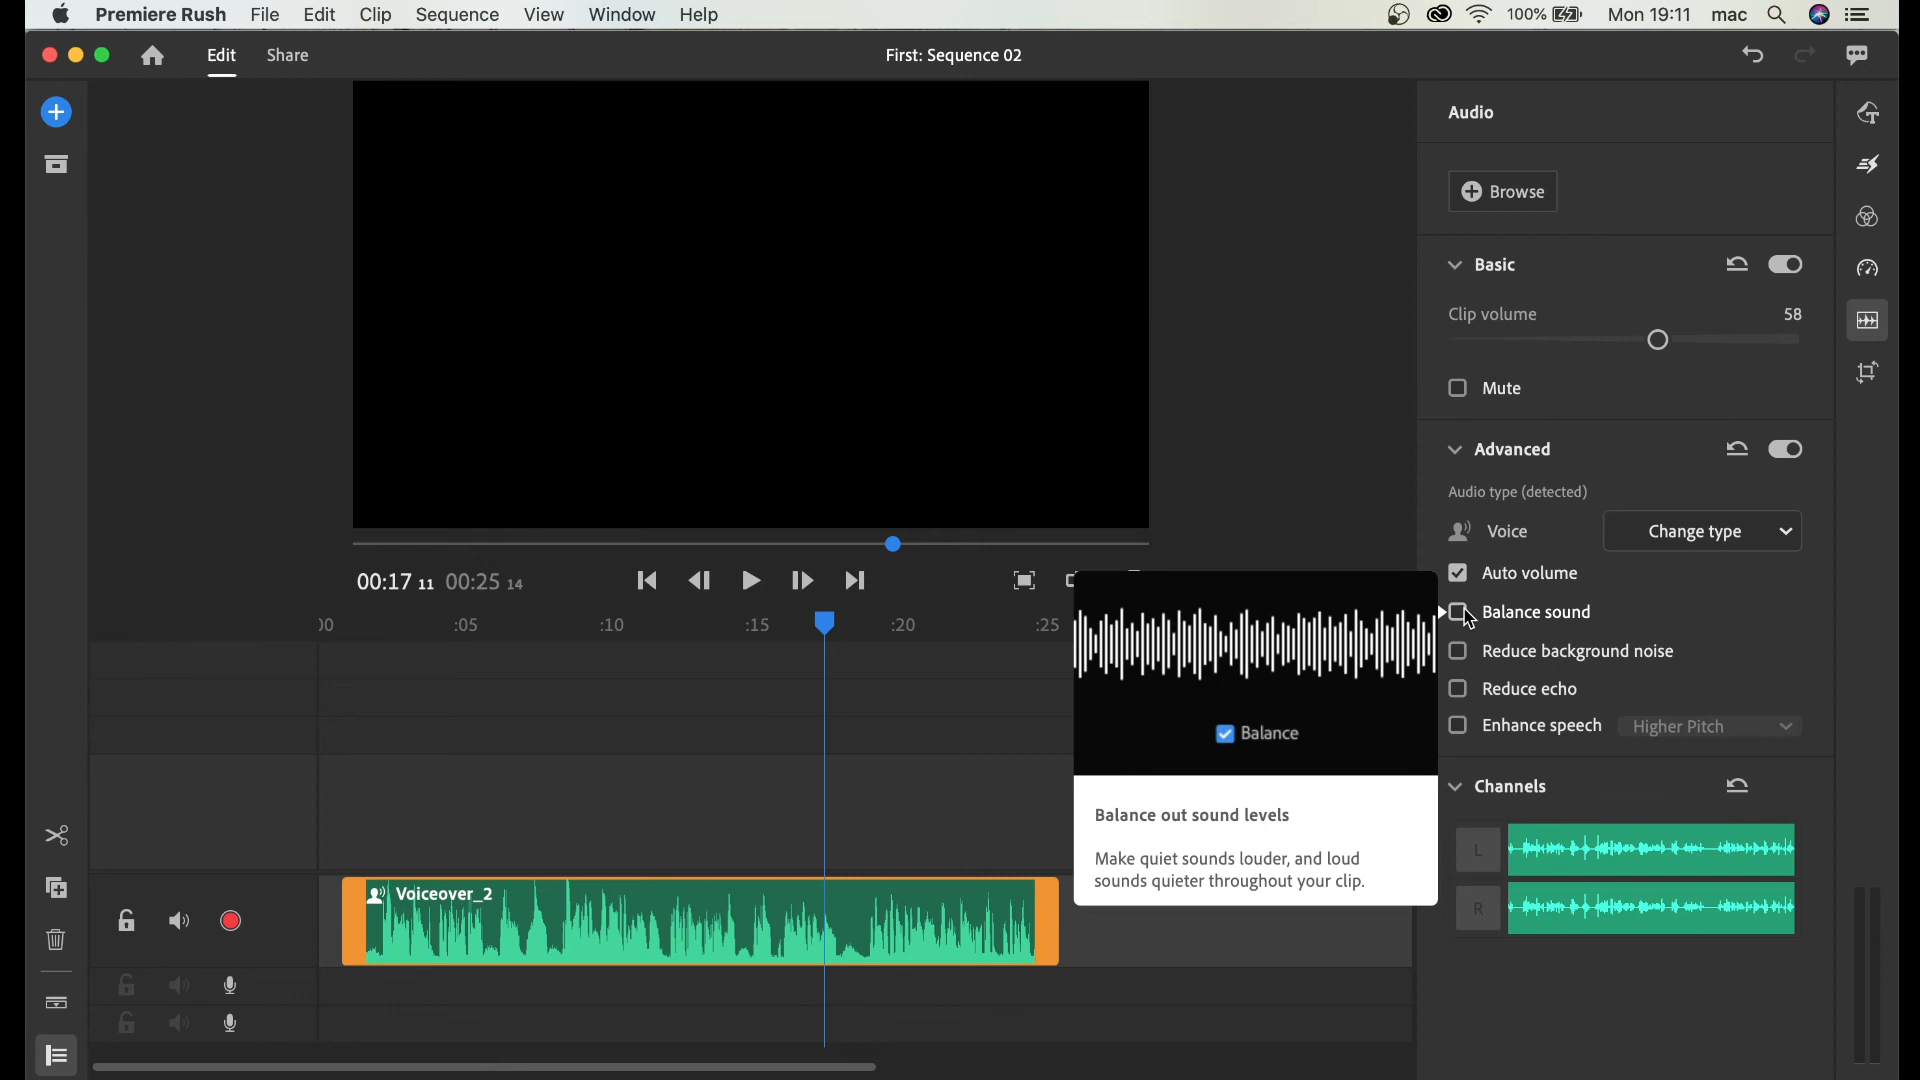 Premiere Rush File Edit Clip Sequence View Window Help 100% Mon 19:11 mac
Edit Share First: Sequence 02
Audio
Browse
Basic
Clip volume 58
Mute
Advanced
Audio type (detected)
Voice Change type
Auto volume
Balance sound
Reduce background noise
Reduce echo
Enhance speech Higher Pitch
Channels
L
R
00:17 11 00:25 14
:05 :10 :15 :20 :25
Balance
Balance out sound levels
Make quiet sounds louder, and loud
sounds quieter throughout your clip.
Voiceover_2